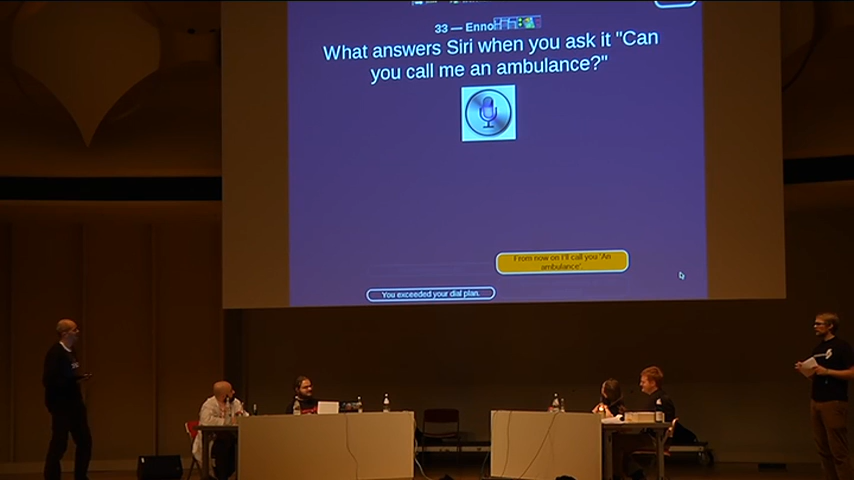 33 — Enno
What answers Siri when you ask it "Can
you call me an ambulance?"
From now on I'll call you 'An
ambulance'.
You exceeded your dial plan.